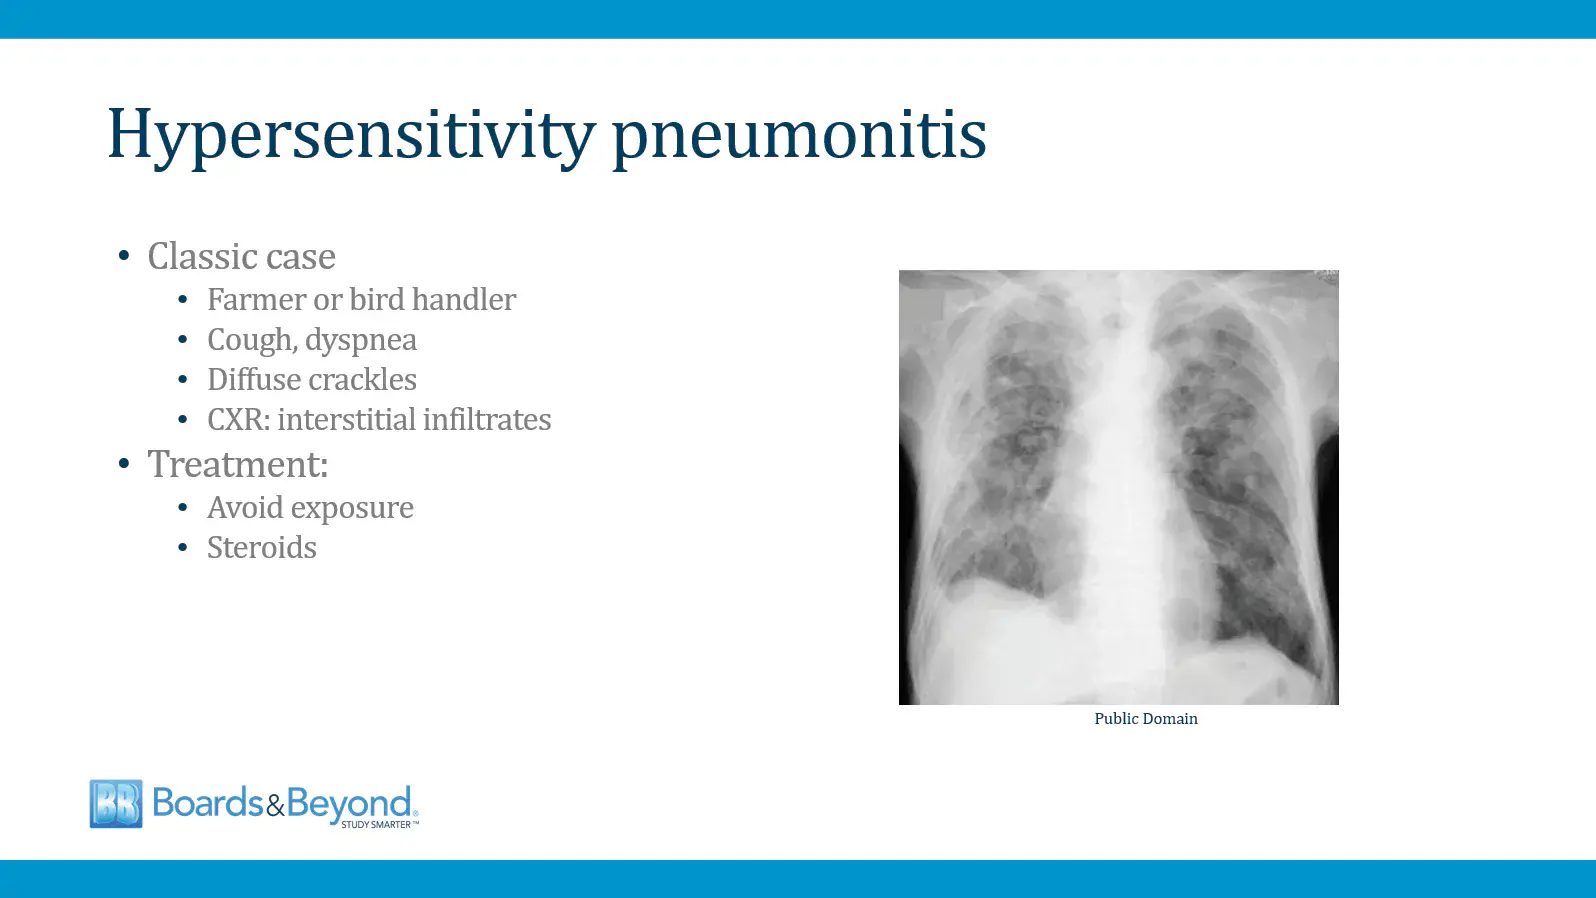 Hypersensitivity pneumonitis
• Classic case
• Farmer or bird handler
• Cough, dyspnea
• Diffuse crackles
• CXR: interstitial infiltrates
• Treatment:
• Avoid exposure
• Steroids
Public Domain
BB Boards&Beyond®
STUDY SMARTER™